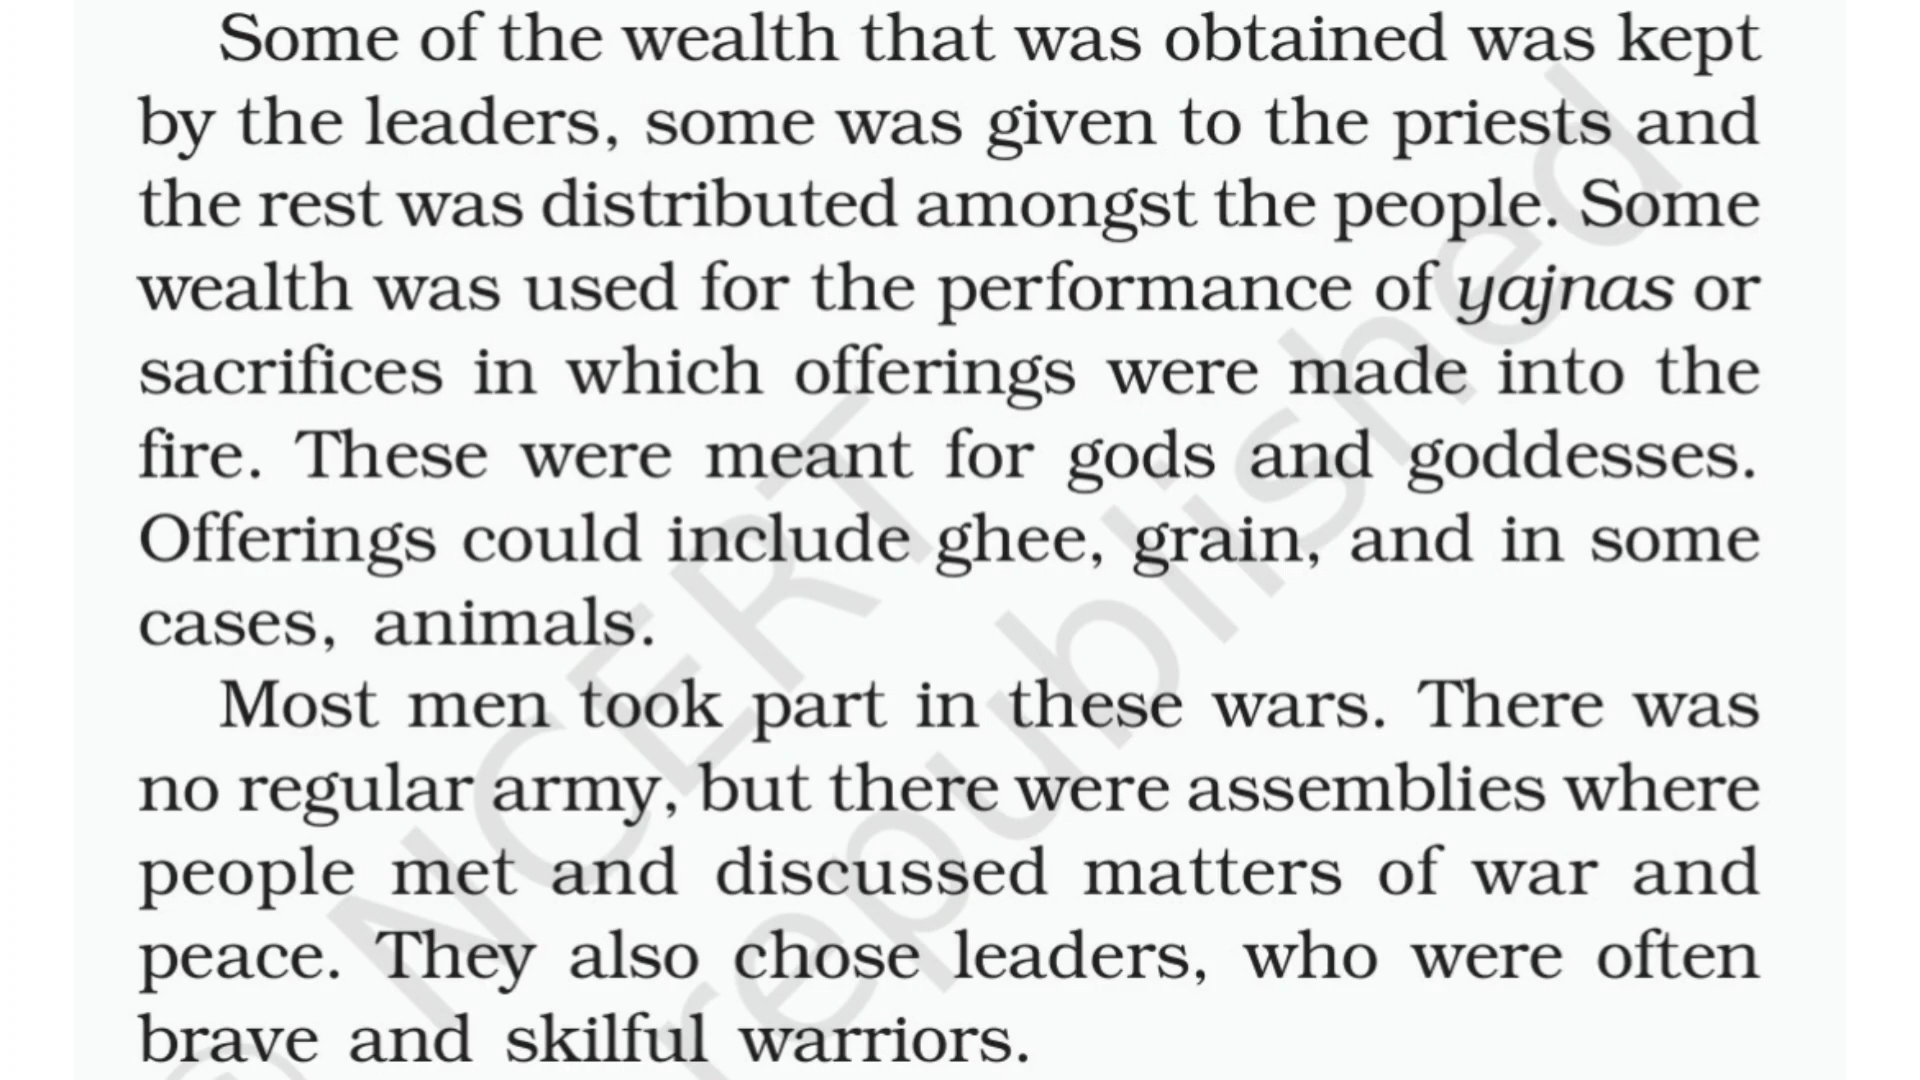 Some of the wealth that was obtained was kept
by the leaders, some was given to the priests and
the rest was distributed amongst the people. Some
wealth was used for the performance of yajnas or
sacrifices in which offerings were made into the
fire. These were meant for gods and goddesses.
Offerings could include ghee, grain, and in some
cases, animals.
Most men took part in these wars. There was
no regular army, but there were assemblies where
people met and discussed matters of war and
peace. They also chose leaders, who were often
brave and skilful warriors.
NCERT
republished